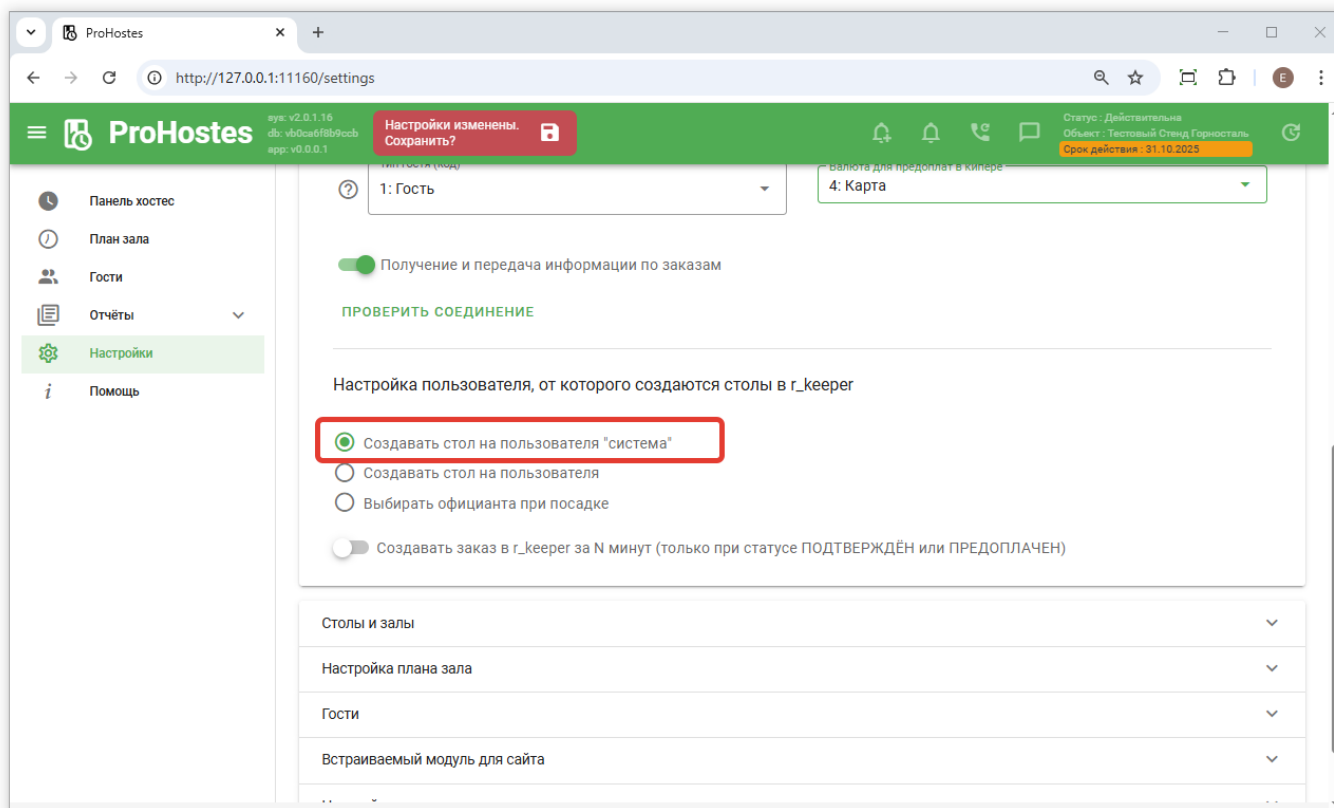 ProHostes
http://127.0.0.1:11160/settings
E
ProHostes
sys: v2.0.1.16
db: vb0ca6f8b9ccb
app: v0.0.0.1
Настройки изменены.
Сохранить?
Статус : Действительна
Объект : Тестовый Стенд Горносталь
Срок действия : 31.10.2025
Панель хостес
План зала
Гости
Отчёты
Настройки
Помощь
Тип гостя (код)
1: Гость
Валюта для предоплат в кипере
4: Карта
Получение и передача информации по заказам
ПРОВЕРИТЬ СОЕДИНЕНИЕ
Настройка пользователя, от которого создаются столы в r_keeper
Создавать стол на пользователя "система"
Создавать стол на пользователя
Выбирать официанта при посадке
Создавать заказ в r_keeper за N минут (только при статусе ПОДТВЕРЖДЁН или ПРЕДОПЛАЧЕН)
Столы и залы
Настройка плана зала
Гости
Встраиваемый модуль для сайта